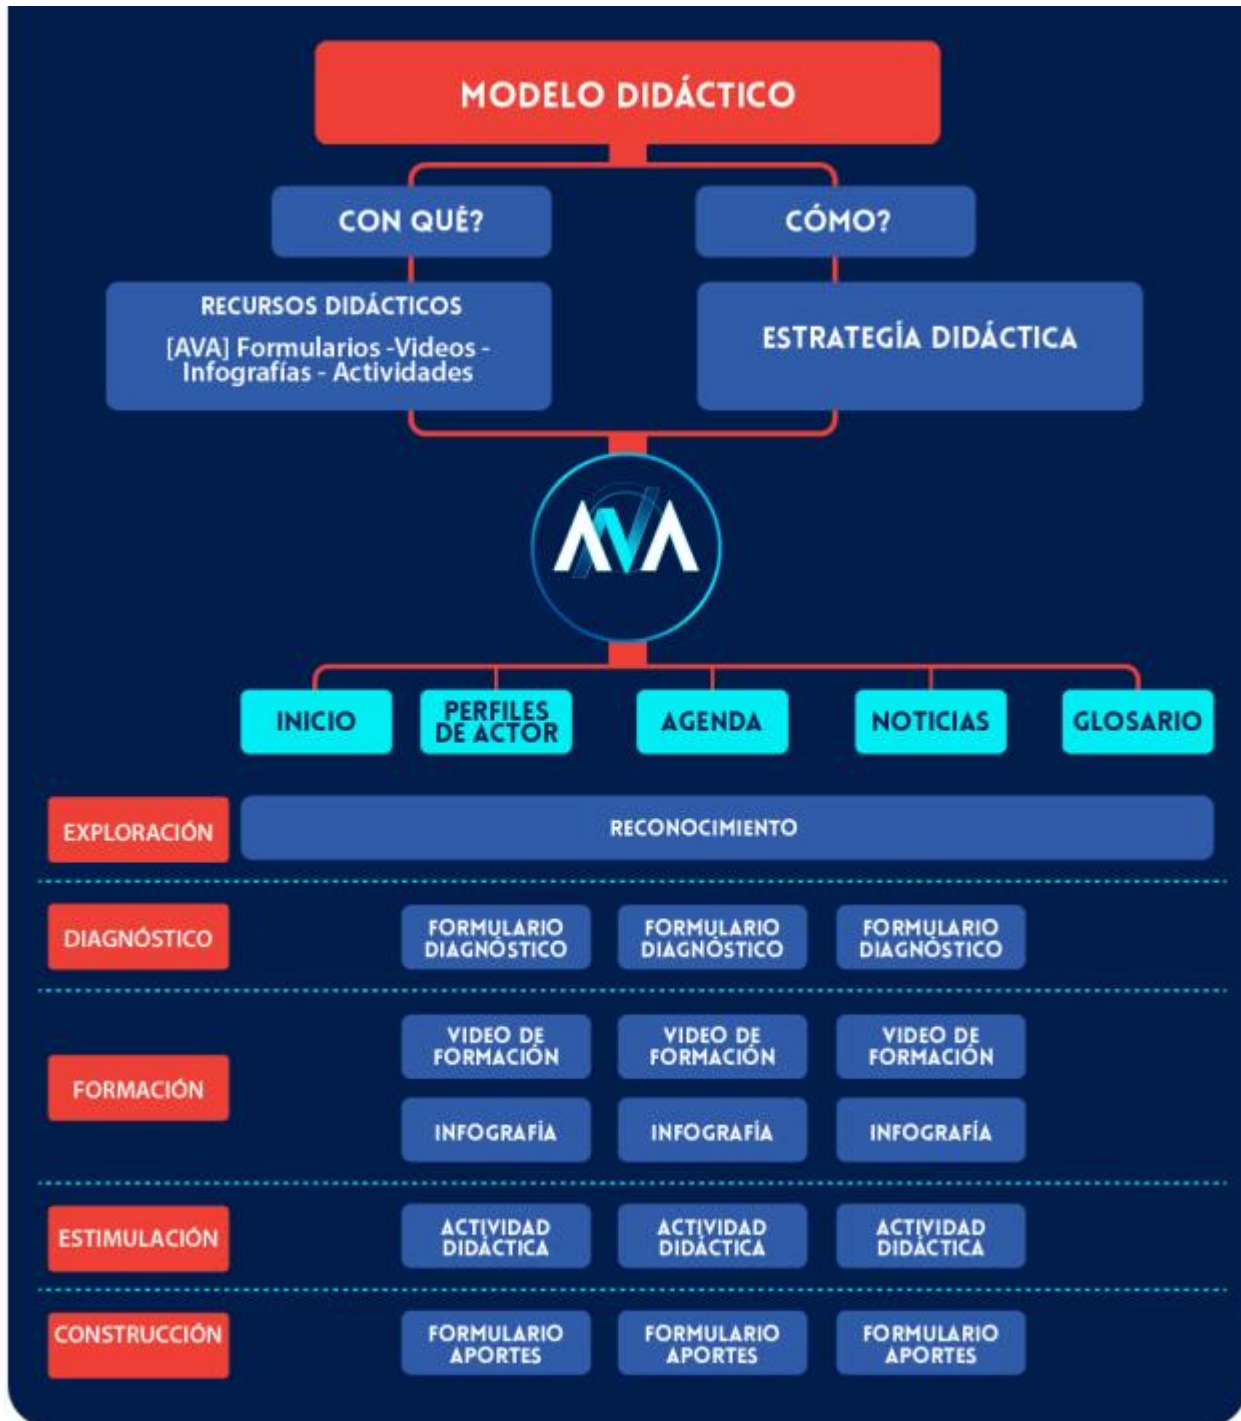 MODELO DIDÁCTICO
CON QUÉ?
CÓMO?
RECURSOS DIDÁCTICOS
[AVA] Formularios -Videos -
Infografías - Actividades
ESTRATEGÍA DIDÁCTICA
AVA
INICIO
PERFILES
DE ACTOR
AGENDA
NOTICIAS
GLOSARIO
EXPLORACIÓN
RECONOCIMIENTO
DIAGNÓSTICO
FORMULARIO
DIAGNÓSTICO
FORMULARIO
DIAGNÓSTICO
FORMULARIO
DIAGNÓSTICO
FORMACIÓN
VIDEO DE
FORMACIÓN
VIDEO DE
FORMACIÓN
VIDEO DE
FORMACIÓN
INFOGRAFÍA
INFOGRAFÍA
INFOGRAFÍA
ESTIMULACIÓN
ACTIVIDAD
DIDÁCTICA
ACTIVIDAD
DIDÁCTICA
ACTIVIDAD
DIDÁCTICA
CONSTRUCCIÓN
FORMULARIO
APORTES
FORMULARIO
APORTES
FORMULARIO
APORTES